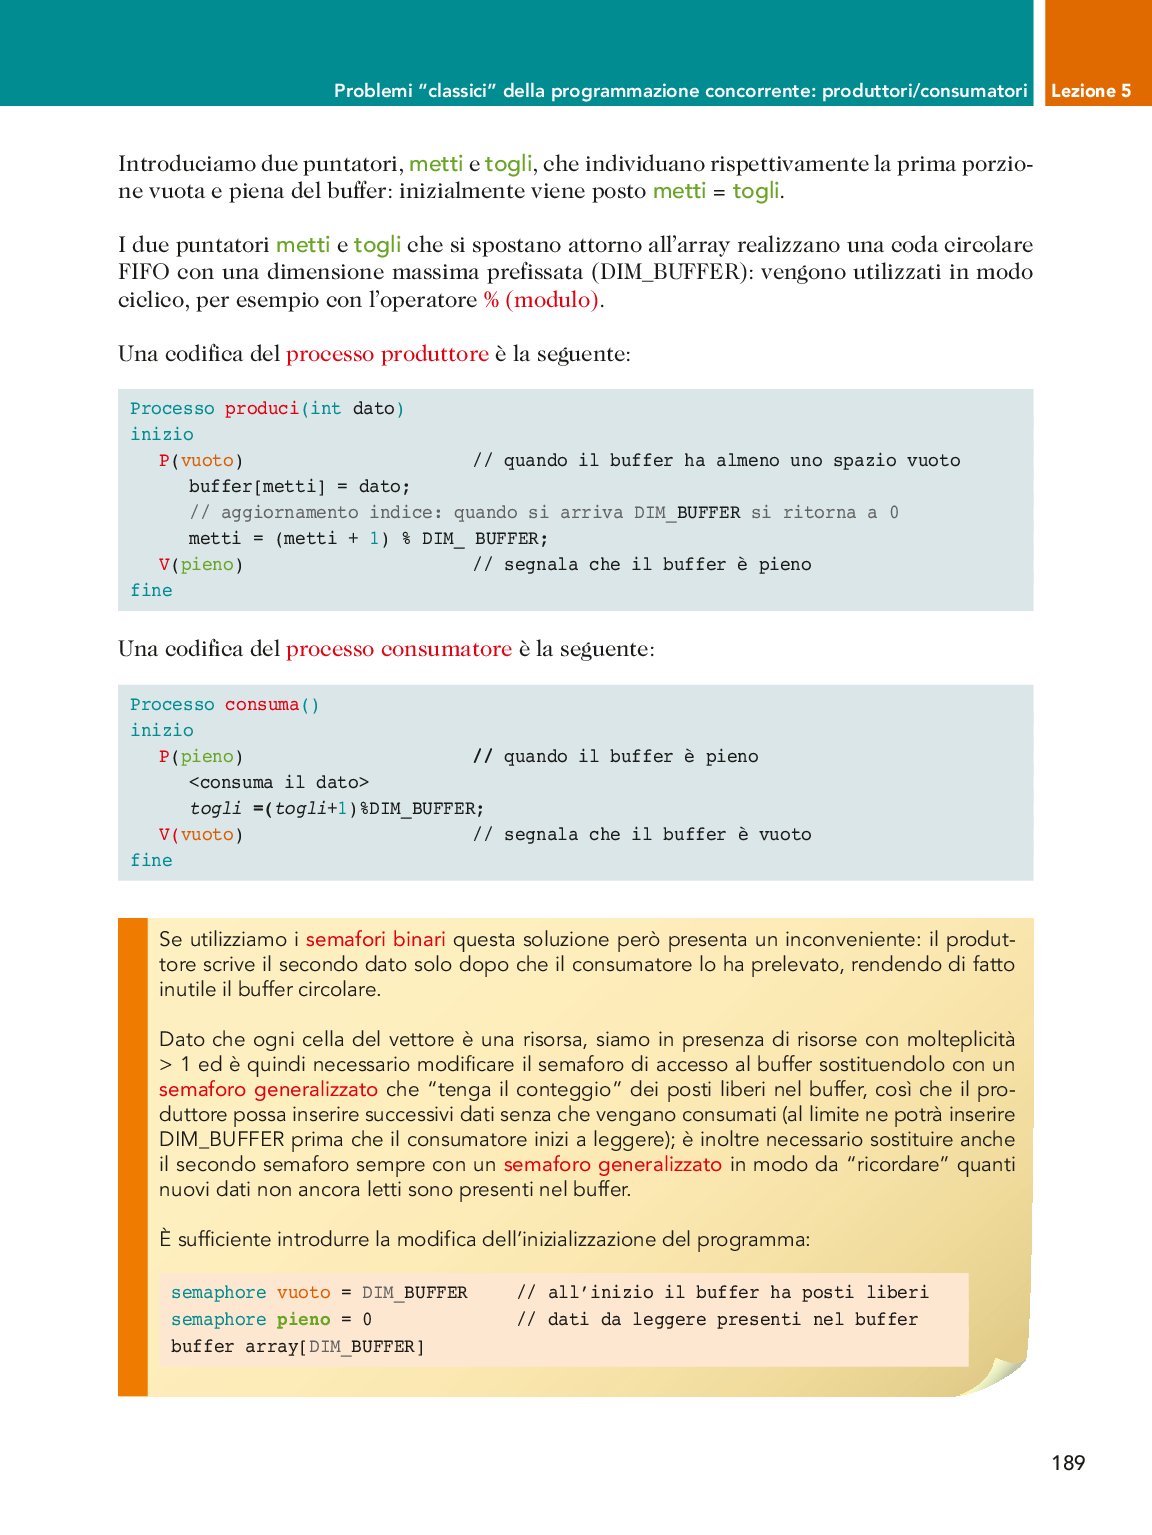 Problemi “classici” della programmazione concorrente: produttori/consumatori Lezione 5
Introduciamo due puntatori, metti e togli, che individuano rispettivamente la prima porzio-
ne vuota e piena del buffer: inizialmente viene posto metti = togli.
I due puntatori metti e togli che si spostano attorno all’array realizzano una coda circolare
FIFO con una dimensione massima prefissata (DIM_BUFFER): vengono utilizzati in modo
ciclico, per esempio con l’operatore % (modulo).
Una codifica del processo produttore è la seguente:
Processo produci(int dato)
inizio
P(vuoto) // quando il buffer ha almeno uno spazio vuoto
buffer[metti] = dato;
// aggiornamento indice: quando si arriva DIM_BUFFER si ritorna a 0
metti = (metti + 1) % DIM_ BUFFER;
V(pieno) // segnala che il buffer è pieno
fine
Una codifica del processo consumatore è la seguente:
Processo consuma()
inizio
P(pieno) // quando il buffer è pieno
<consuma il dato>
togli =(togli+1)%DIM_BUFFER;
V(vuoto) // segnala che il buffer è vuoto
fine
Se utilizziamo i semafori binari questa soluzione però presenta un inconveniente: il produt-
tore scrive il secondo dato solo dopo che il consumatore lo ha prelevato, rendendo di fatto
inutile il buffer circolare.
Dato che ogni cella del vettore è una risorsa, siamo in presenza di risorse con molteplicità
> 1 ed è quindi necessario modificare il semaforo di accesso al buffer sostituendolo con un
semaforo generalizzato che “tenga il conteggio” dei posti liberi nel buffer, così che il pro-
duttore possa inserire successivi dati senza che vengano consumati (al limite ne potrà inserire
DIM_BUFFER prima che il consumatore inizi a leggere); è inoltre necessario sostituire anche
il secondo semaforo sempre con un semaforo generalizzato in modo da “ricordare” quanti
nuovi dati non ancora letti sono presenti nel buffer.
È sufficiente introdurre la modifica dell’inizializzazione del programma:
semaphore vuoto = DIM_BUFFER // all’inizio il buffer ha posti liberi
semaphore pieno = 0 // dati da leggere presenti nel buffer
buffer array[DIM_BUFFER]
189